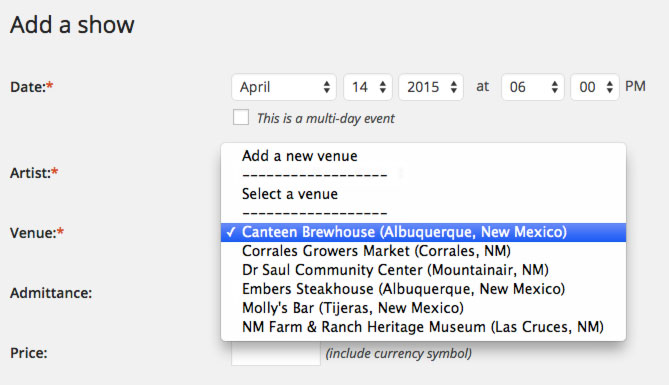 Add a show
Date:* April 14 2015 at 06 00 PM
This is a multi-day event
Artist:*
Add a new venue
------------------
Select a venue
------------------
Venue:*
✓ Canteen Brewhouse (Albuquerque, New Mexico)
Corrales Growers Market (Corrales, NM)
Dr Saul Community Center (Mountainair, NM)
Embers Steakhouse (Albuquerque, New Mexico)
Molly's Bar (Tijeras, New Mexico)
NM Farm & Ranch Heritage Museum (Las Cruces, NM)
Admittance:
Price: (include currency symbol)